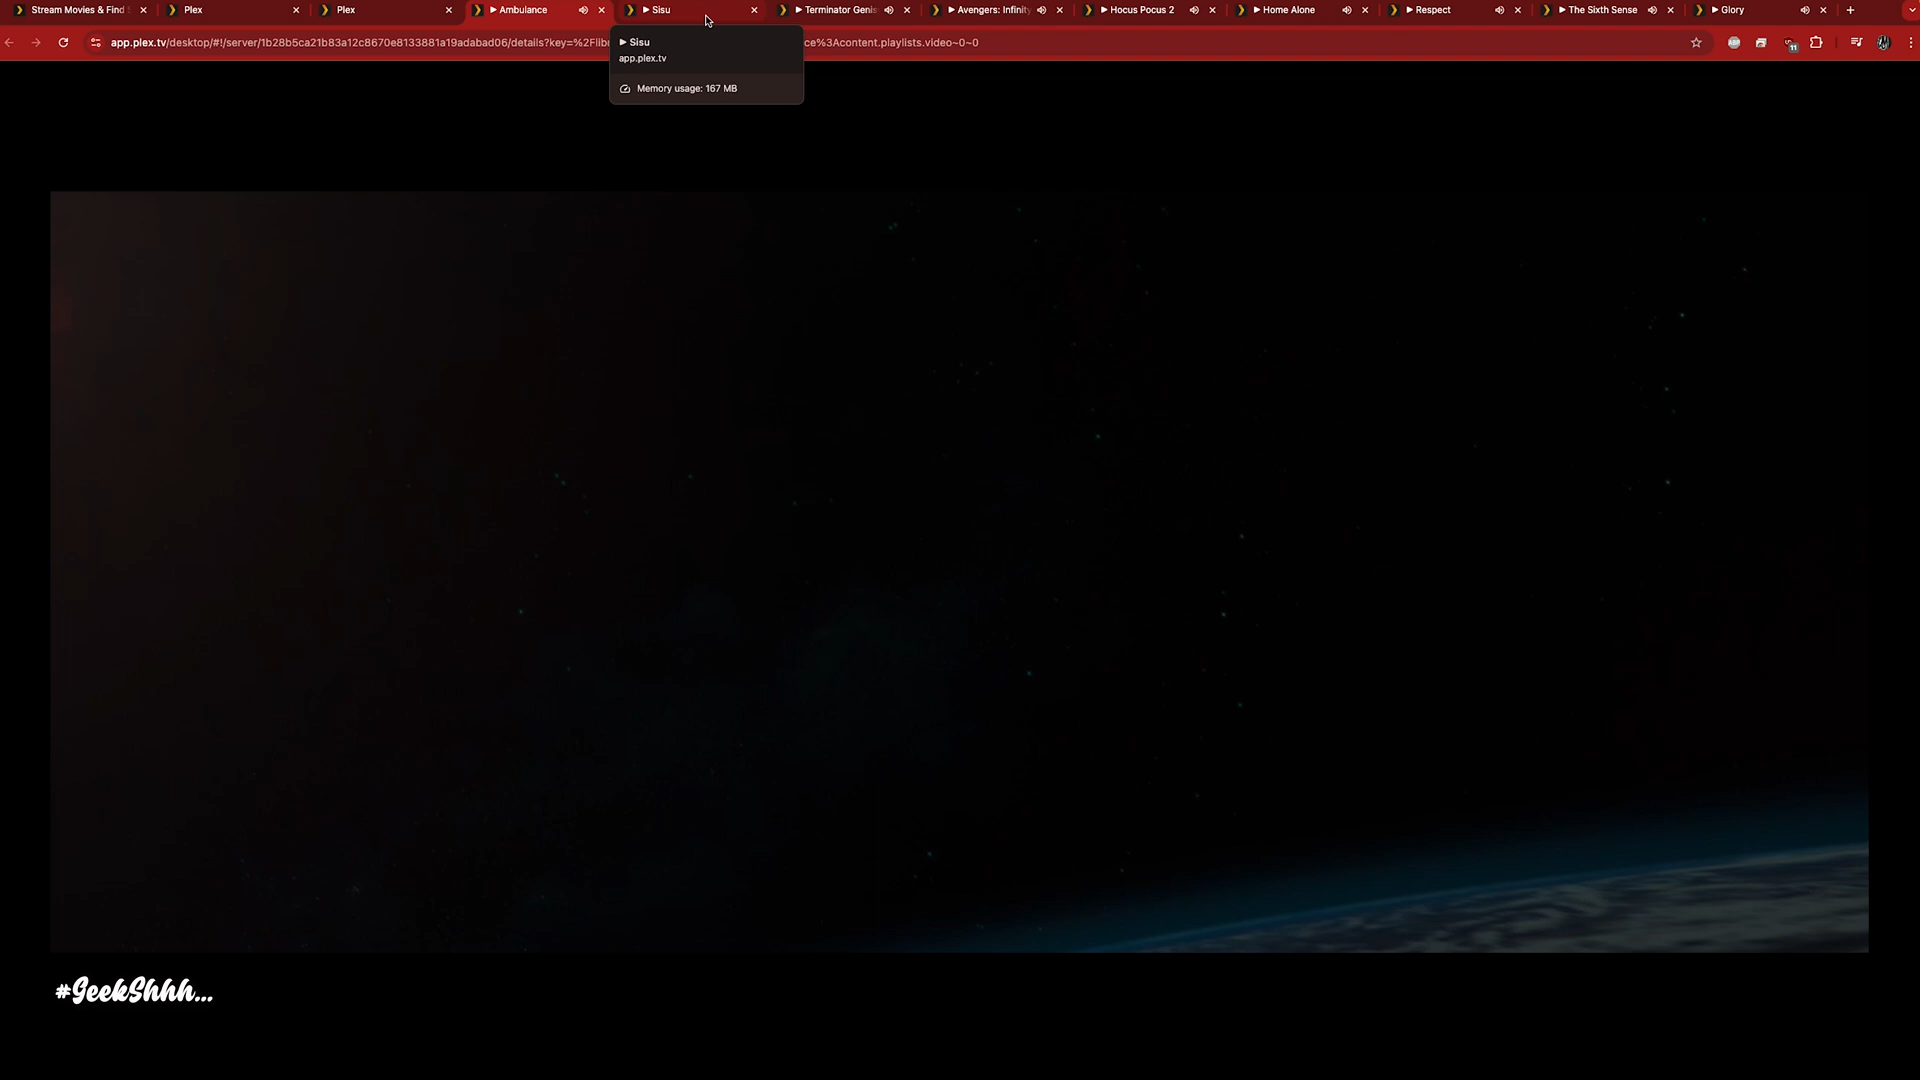 Stream Movies & Find S
Plex
Plex
Ambulance
Sisu
Terminator Genis
Avengers: Infinity
Hocus Pocus 2
Home Alone
Respect
The Sixth Sense
Glory
app.plex.tv/desktop/#!/server/1b28b5ca21b83a12c8670e8133881a19adabad06/details?key=%2Flibr
ce%3Acontent.playlists.video~0~0
11
Sisu
app.plex.tv
Memory usage: 167 MB
#GeekShhh...